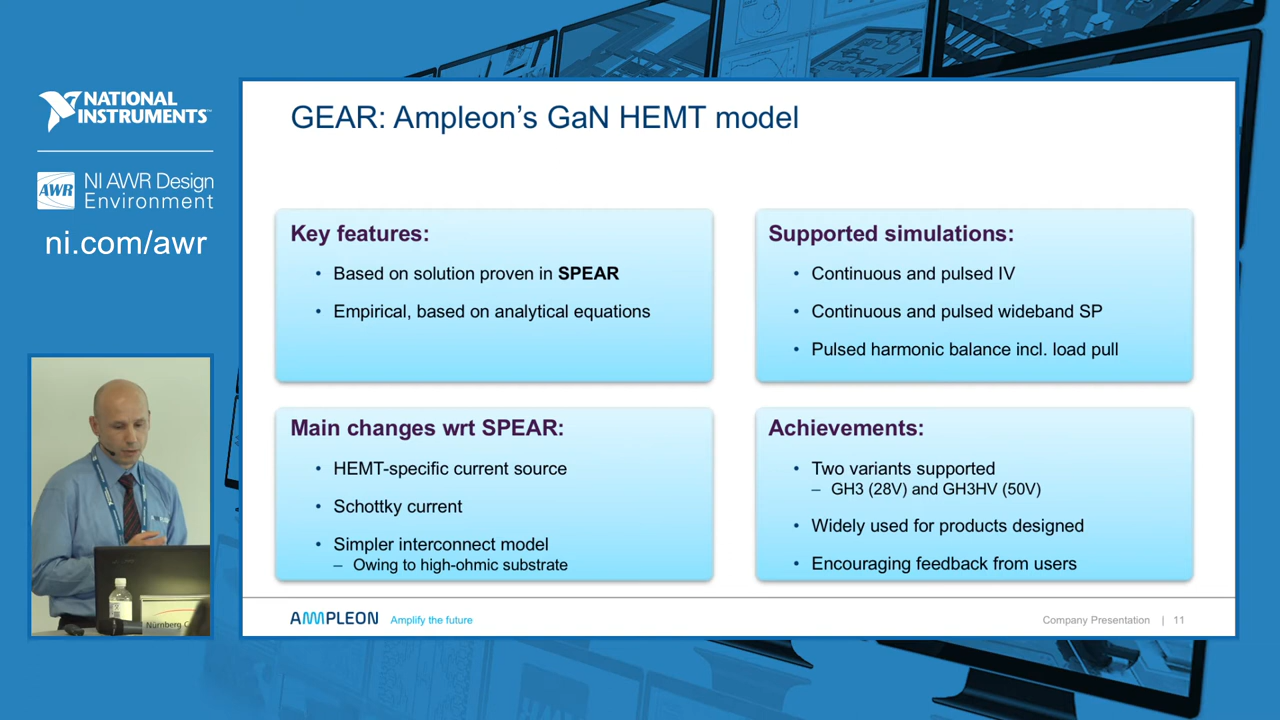 NATIONAL
INSTRUMENTS™
AWR
NI AWR Design
Environment
ni.com/awr
GEAR: Ampleon's GaN HEMT model
Key features:
• Based on solution proven in SPEAR
• Empirical, based on analytical equations
Supported simulations:
• Continuous and pulsed IV
• Continuous and pulsed wideband SP
• Pulsed harmonic balance incl. load pull
Main changes wrt SPEAR:
• HEMT-specific current source
• Schottky current
• Simpler interconnect model
– Owing to high-ohmic substrate
Achievements:
• Two variants supported
– GH3 (28V) and GH3HV (50V)
• Widely used for products designed
• Encouraging feedback from users
AMPLEON Amplify the future
Company Presentation | 11
Nürnberg